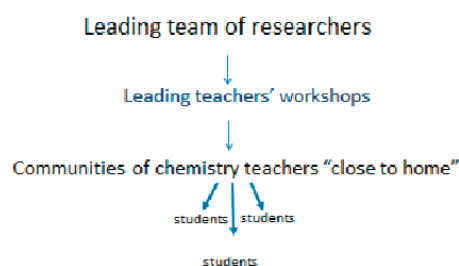 Leading team of researchers
Leading teachers’ workshops
Communities of chemistry teachers “close to home”
students students
students